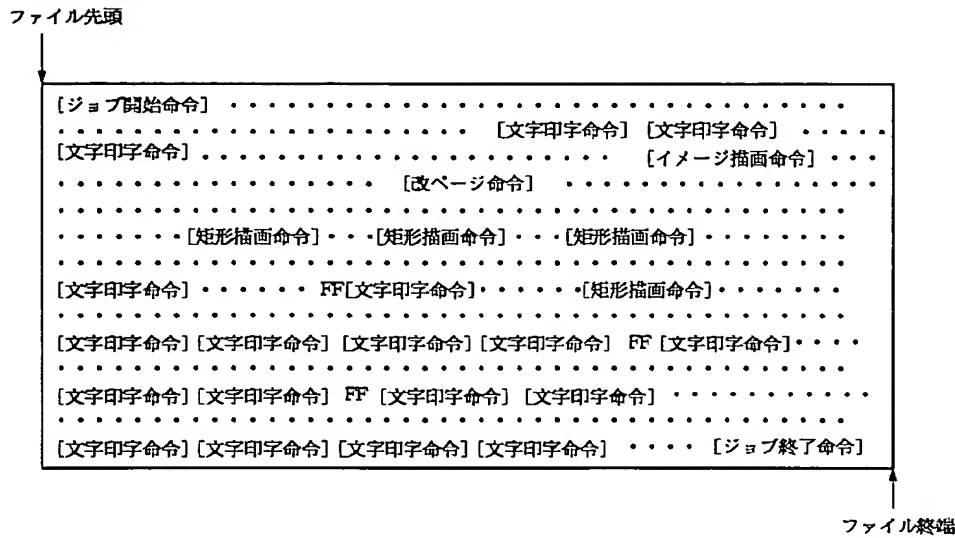 ファイル先頭
[ジョブ開始命令] ・・・・・・・・・・・・・・・・・・・・・・・・・・・・・・・・・
・・・・・・・・・・・・・・・・・・・・・・ [文字印字命令] [文字印字命令] ・・・・・
[文字印字命令] ・・・・・・・・・・・・・・・・・・・・・・・ [イメージ描画命令] ・・・
・・・・・・・・・・・・・・・・・ [改ページ命令] ・・・・・・・・・・・・・・・・・
・・・・・・・・・・・・・・・・・・・・・・・・・・・・・・・・・・・・・・・・・
・・・・・・・[矩形描画命令]・・・[矩形描画命令]・・・[矩形描画命令]・・・・・・・・
・・・・・・・・・・・・・・・・・・・・・・・・・・・・・・・・・・・・・・・・・
[文字印字命令]・・・・・・ FF[文字印字命令]・・・・・・[矩形描画命令]・・・・・・・
・・・・・・・・・・・・・・・・・・・・・・・・・・・・・・・・・・・・・・・・・
[文字印字命令] [文字印字命令] [文字印字命令] [文字印字命令] FF [文字印字命令]・・・・
・・・・・・・・・・・・・・・・・・・・・・・・・・・・・・・・・・・・・・・・・
[文字印字命令] [文字印字命令] FF [文字印字命令] [文字印字命令] ・・・・・・・・・・・
・・・・・・・・・・・・・・・・・・・・・・・・・・・・・・・・・・・・・・・・・
[文字印字命令] [文字印字命令] [文字印字命令] [文字印字命令] ・・・・ [ジョブ終了命令]
ファイル終端